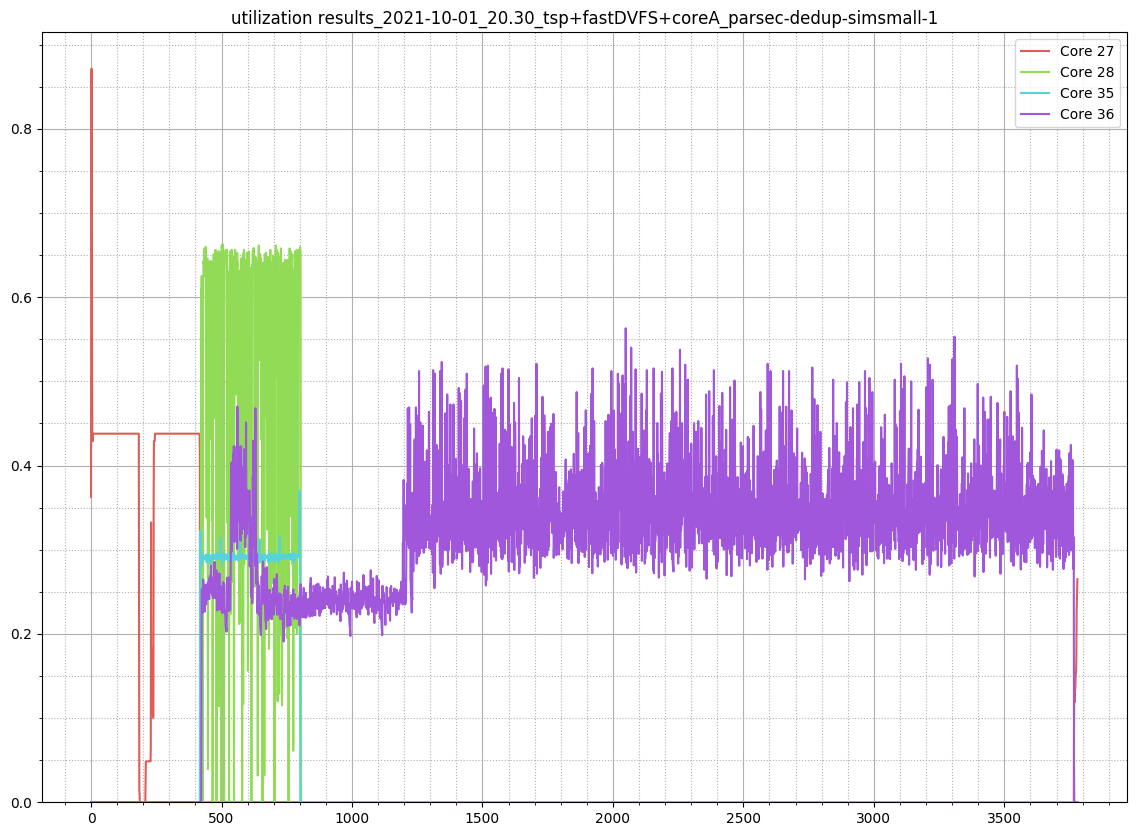 utilization results_2021-10-01_20.30_tsp+fastDVFS+coreA_parsec-dedup-simsmall-1
Core 27
Core 28
Core 35
Core 36
0.8
0.6
0.4
0.2
0.0
0 500 1000 1500 2000 2500 3000 3500